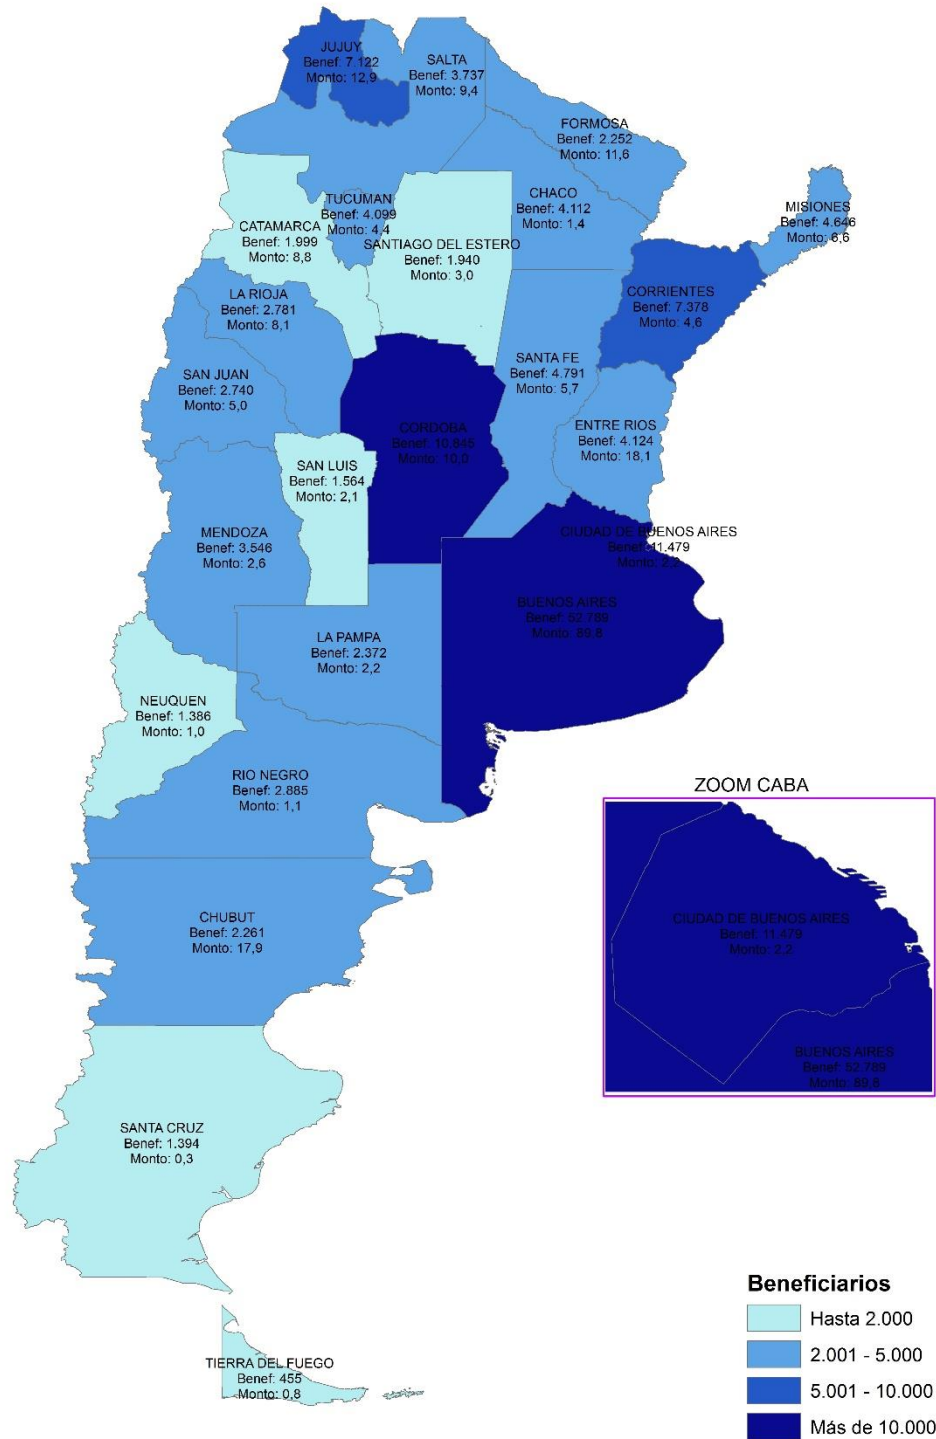 JUJUY
Benef: 7.122
Monto: 12,9
SALTA
Benef: 3.737
Monto: 9,4
FORMOSA
Benef: 2.252
Monto: 11,6
CHACO
Benef: 4.112
Monto: 1,4
MISIONES
Benef: 4.646
Monto: 6,6
TUCUMAN
Benef: 4.099
Monto: 4,4
CATAMARCA
Benef: 1.999
Monto: 8,8
SANTIAGO DEL ESTERO
Benef: 1.940
Monto: 3,0
CORRIENTES
Benef: 7.378
Monto: 4,6
LA RIOJA
Benef: 2.781
Monto: 8,1
SANTA FE
Benef: 4.791
Monto: 5,7
SAN JUAN
Benef: 2.740
Monto: 5,0
CORDOBA
Benef: 10.845
Monto: 10,0
ENTRE RIOS
Benef: 4.124
Monto: 18,1
SAN LUIS
Benef: 1.564
Monto: 2,1
MENDOZA
Benef: 3.546
Monto: 2,6
CIUDAD DE BUENOS AIRES
Benef: 11.479
Monto: 2,2
BUENOS AIRES
Benef: 52.789
Monto: 89,8
LA PAMPA
Benef: 2.372
Monto: 2,2
NEUQUEN
Benef: 1.386
Monto: 1,0
RIO NEGRO
Benef: 2.885
Monto: 1,1
ZOOM CABA
CIUDAD DE BUENOS AIRES
Benef: 11.479
Monto: 2,2
BUENOS AIRES
Benef: 52.789
Monto: 89,8
CHUBUT
Benef: 2.261
Monto: 17,9
SANTA CRUZ
Benef: 1.394
Monto: 0,3
TIERRA DEL FUEGO
Benef: 455
Monto: 0,8
Beneficiarios
Hasta 2.000
2.001 - 5.000
5.001 - 10.000
Más de 10.000